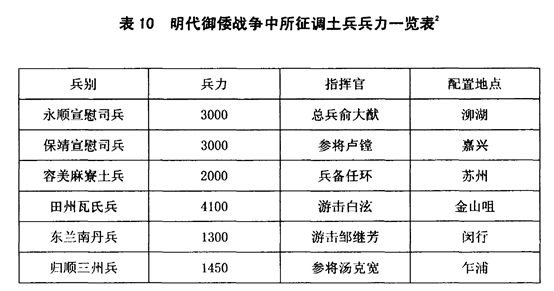 表 10 明代御倭战争中所征调土兵兵力一览表2
兵别 兵力 指挥官 配置地点
永顺宣慰司兵 3000 总兵俞大猷 泖湖
保靖宣慰司兵 3000 参将卢镗 嘉兴
容美麻寮土兵 2000 兵备任环 苏州
田州瓦氏兵 4100 游击白泫 金山咀
东兰南丹兵 1300 游击邹继芳 闵行
归顺三州兵 1450 参将汤克宽 乍浦